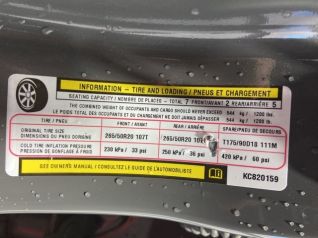 INFORMATION – TIRE AND LOADING / PNEUS ET CHARGEMENT
SEATING CAPACITY / NOMBRE DE PLACES – TOTAL 7 FRONT/AVANT 2 REAR/ARRIÈRE 5
THE COMBINED WEIGHT OF OCCUPANTS AND CARGO SHOULD NEVER EXCEED 544 kg / 1200 lbs.
LE POIDS TOTAL DES OCCUPANTS ET DU CHARGEMENT NE DOIT JAMAIS DÉPASSER 544 kg / 1200 lb.
TIRE / PNEU FRONT / AVANT REAR / ARRIÈRE SPARE/PNEU DE SECOURS
ORIGINAL TIRE SIZE
DIMENSIONS DU PNEU D'ORIGINE 265/50R20 107T 265/50R20 107T T175/90D18 111M
COLD TIRE INFLATION PRESSURE
PRESSION DE GONFLAGE À FROID 230 kPa / 33 psi 250 kPa / 36 psi 420 kPa / 60 psi
SEE OWNER'S MANUAL / CONSULTEZ LE GUIDE DE L'AUTOMOBILISTE KC820159